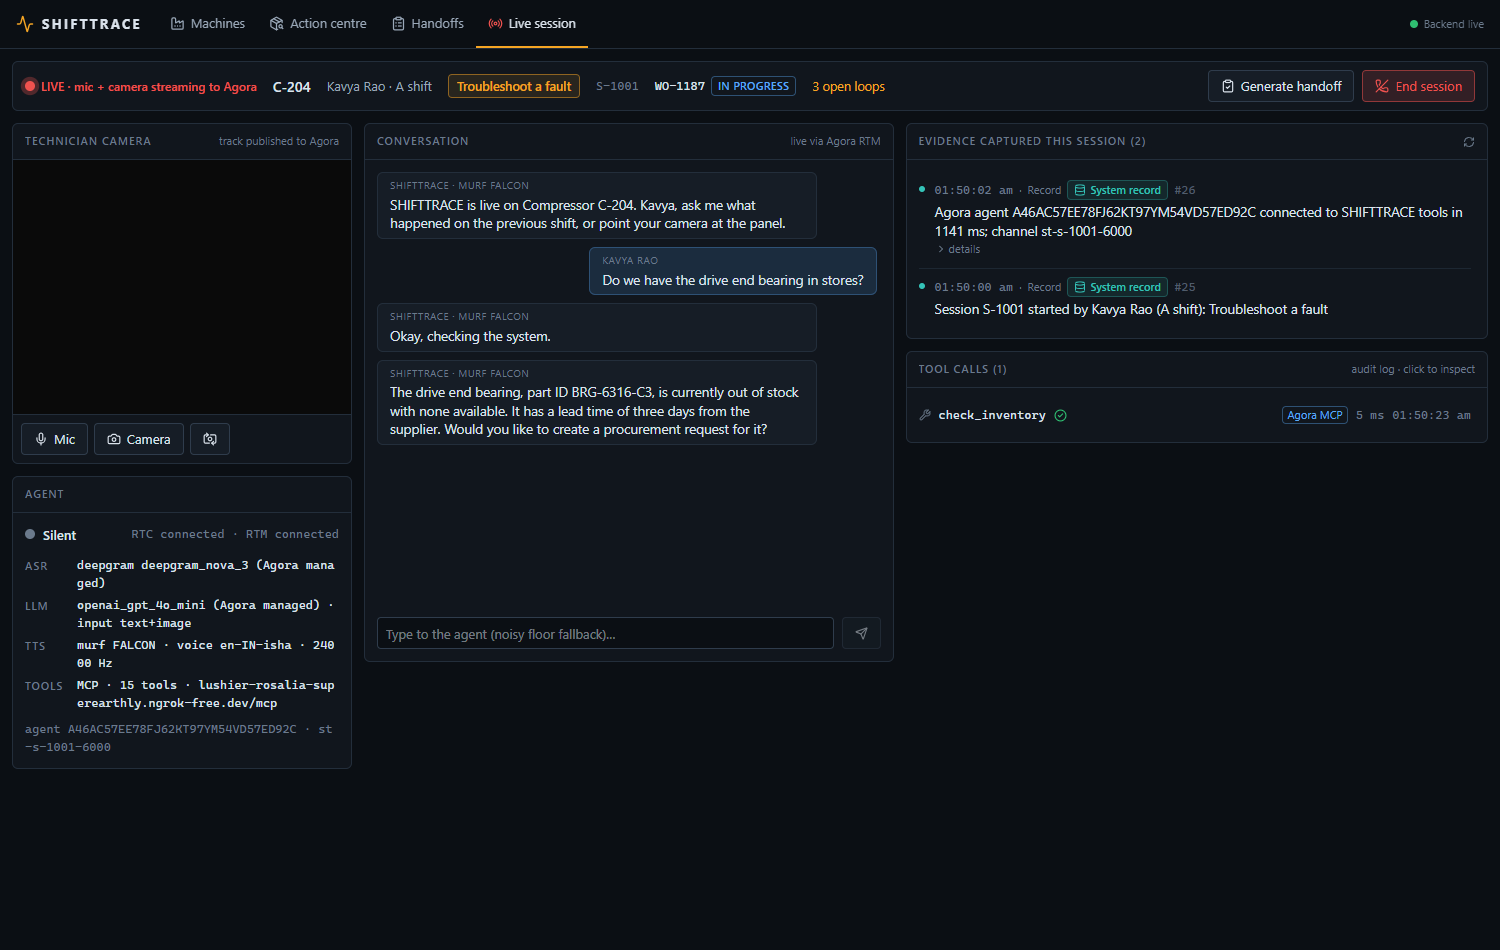 SHIFTTRACE
Machines
Action centre
Handoffs
Live session
Backend live
LIVE · mic + camera streaming to Agora
C-204
Kavya Rao · A shift
Troubleshoot a fault
S-1001
WO-1187
IN PROGRESS
3 open loops
Generate handoff
End session
TECHNICIAN CAMERA
track published to Agora
Mic
Camera
AGENT
Silent
RTC connected · RTM connected
ASR
deepgram deepgram_nova_3 (Agora mana
ged)
LLM
openai_gpt_4o_mini (Agora managed) ·
input text+image
TTS
murf FALCON · voice en-IN-isha · 240
00 Hz
TOOLS
MCP · 15 tools · lushier-rosalia-sup
erearthly.ngrok-free.dev/mcp
agent A46AC57EE78FJ62KT97YM54VD57ED92C · st
-s-1001-6000
CONVERSATION
live via Agora RTM
SHIFTTRACE · MURF FALCON
SHIFTTRACE is live on Compressor C-204. Kavya, ask me what
happened on the previous shift, or point your camera at the panel.
KAVYA RAO
Do we have the drive end bearing in stores?
SHIFTTRACE · MURF FALCON
Okay, checking the system.
SHIFTTRACE · MURF FALCON
The drive end bearing, part ID BRG-6316-C3, is currently out of stock
with none available. It has a lead time of three days from the
supplier. Would you like to create a procurement request for it?
Type to the agent (noisy floor fallback)...
EVIDENCE CAPTURED THIS SESSION (2)
01:50:02 am · Record
System record
#26
Agora agent A46AC57EE78FJ62KT97YM54VD57ED92C connected to SHIFTTRACE tools in
1141 ms; channel st-s-1001-6000
details
01:50:00 am · Record
System record
#25
Session S-1001 started by Kavya Rao (A shift): Troubleshoot a fault
TOOL CALLS (1)
audit log · click to inspect
check_inventory
Agora MCP
5 ms
01:50:23 am